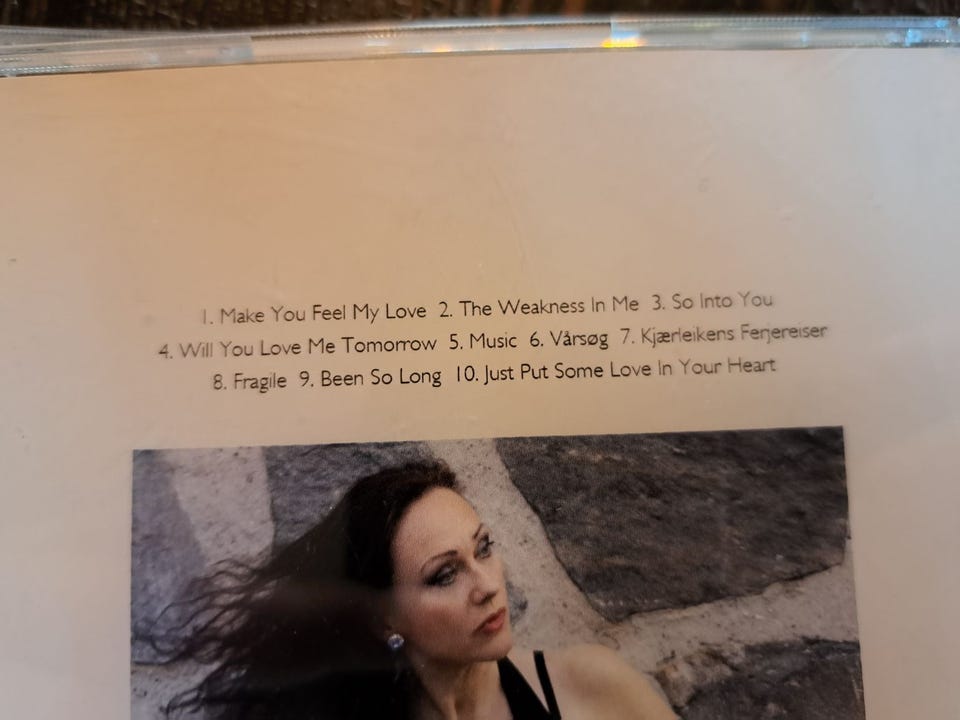 1. Make You Feel My Love 2. The Weakness In Me 3. So Into You
4. Will You Love Me Tomorrow 5. Music 6. Vårsøg 7. Kjærleikens Ferjereiser
8. Fragile 9. Been So Long 10. Just Put Some Love In Your Heart